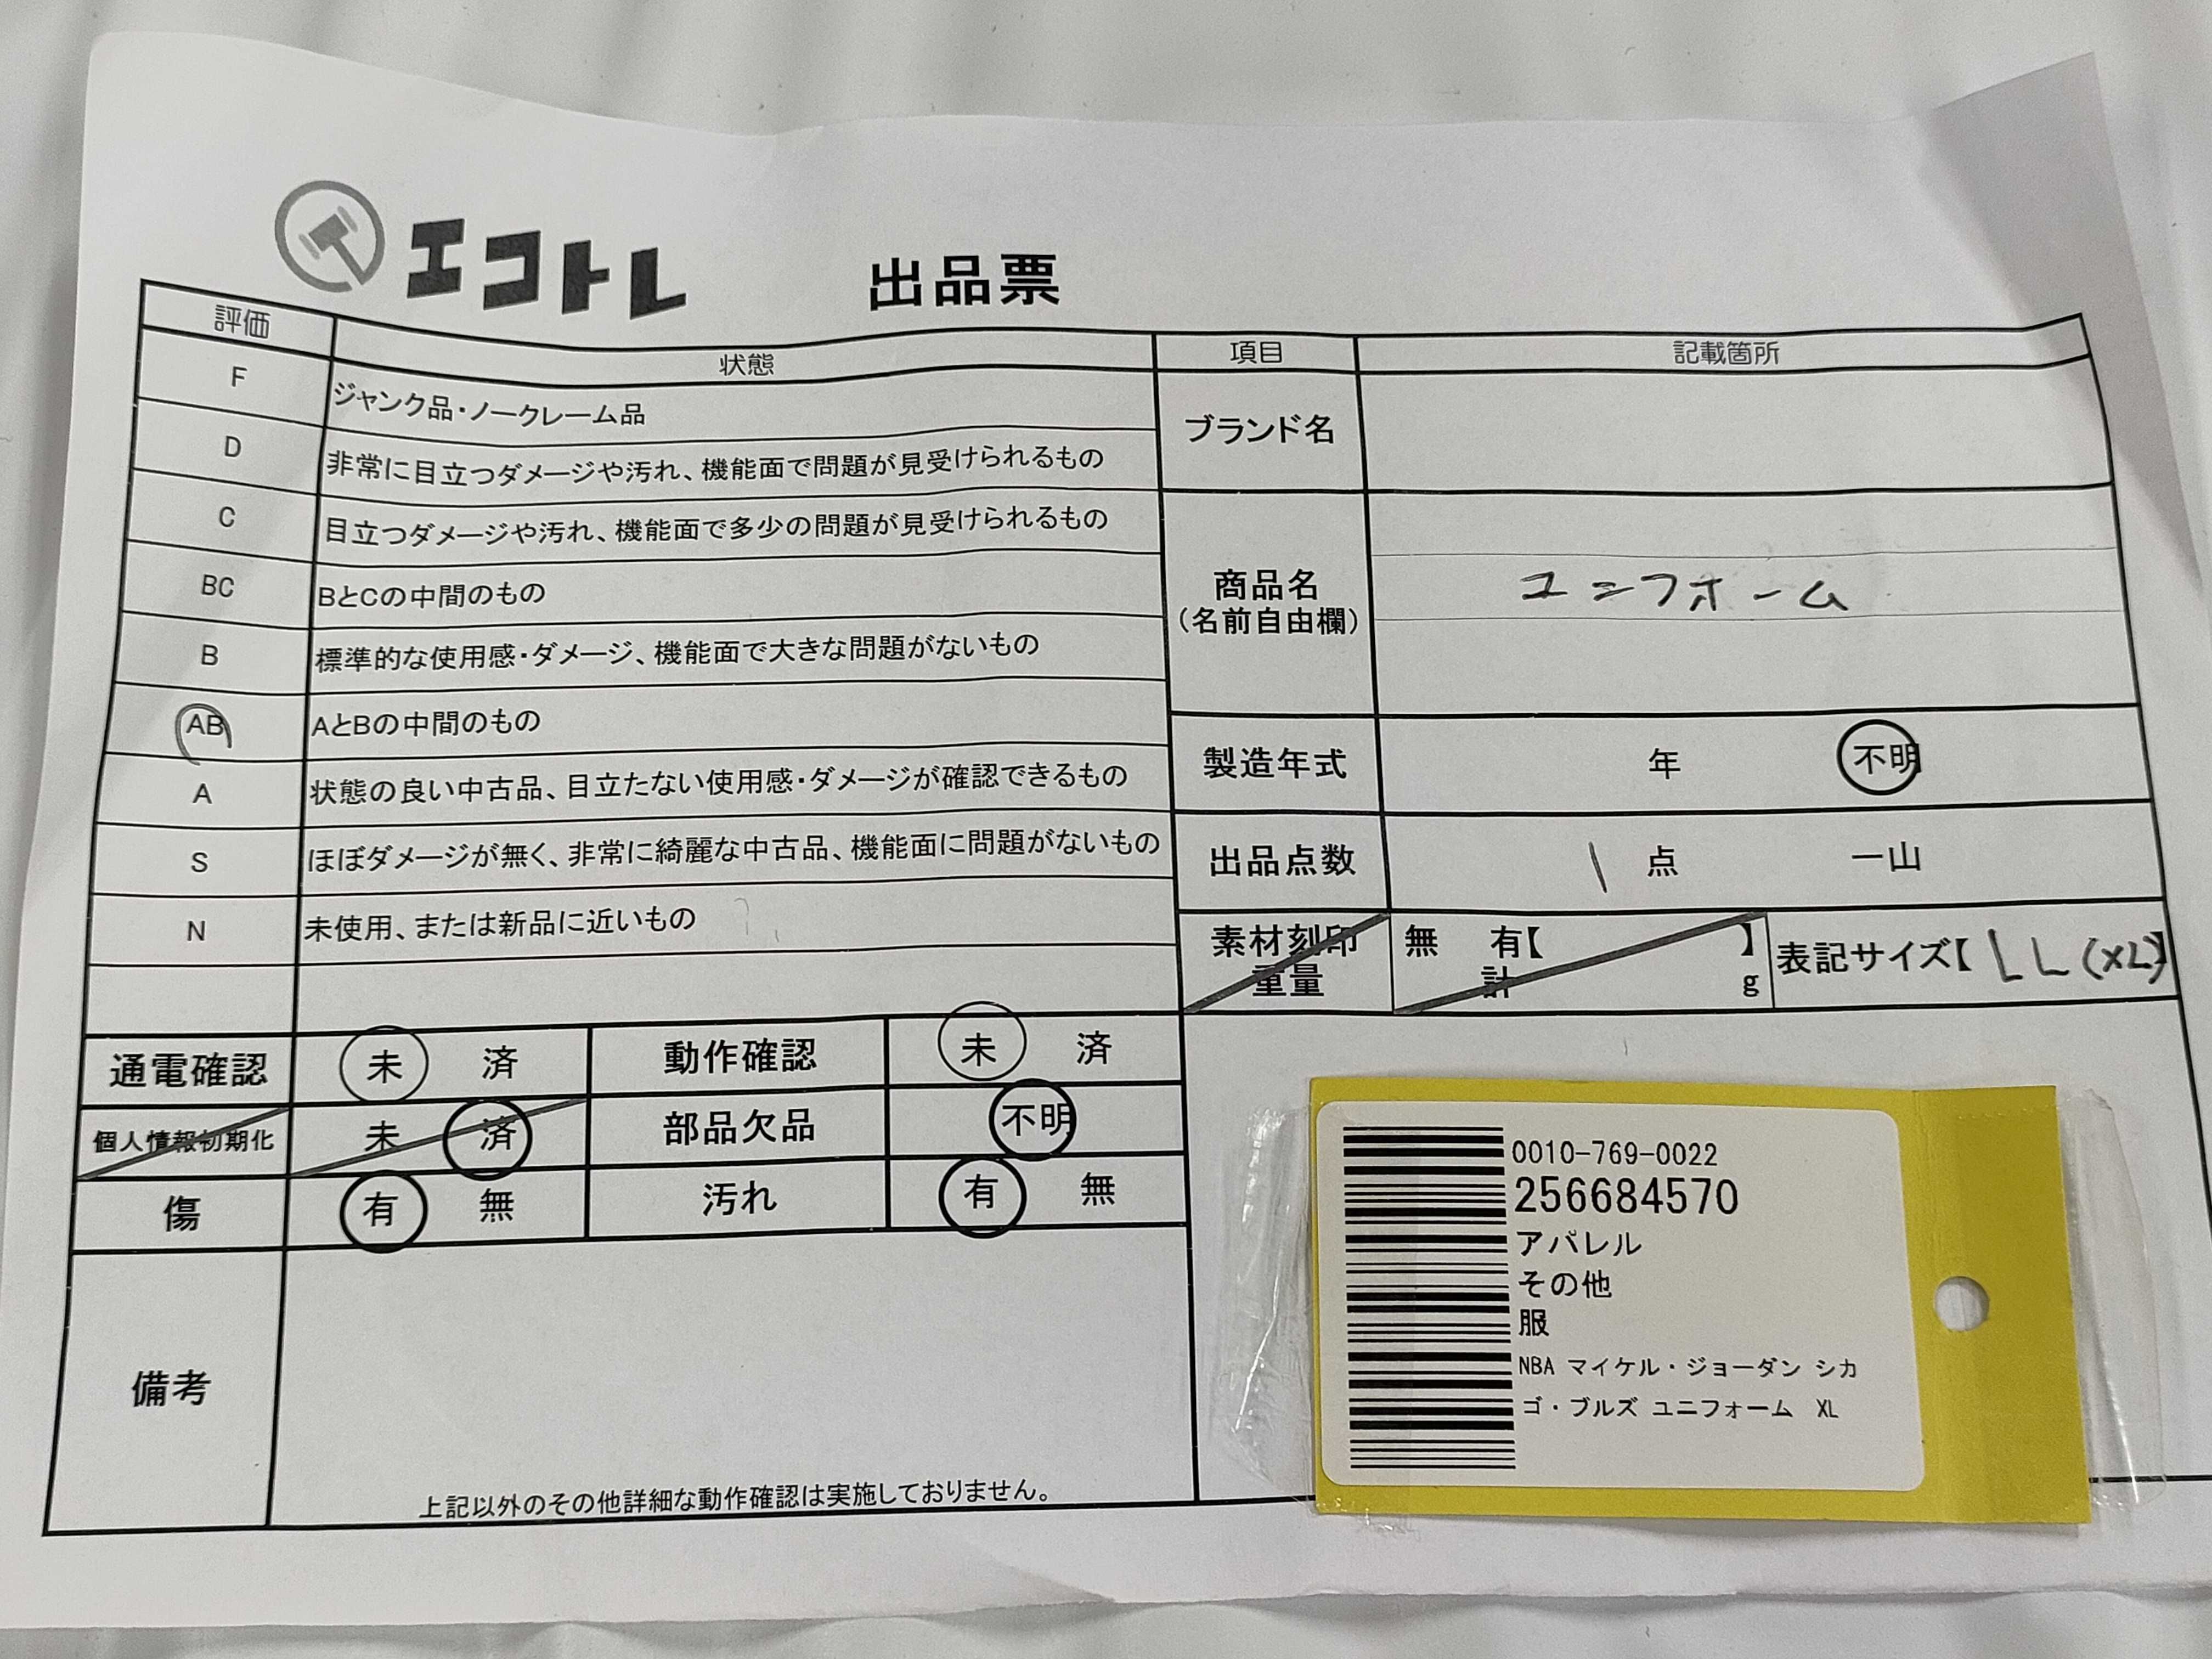 エコトレ
出品票
評価 状態 項目 記載箇所
F ジャンク品・ノークレーム品
D 非常に目立つダメージや汚れ、機能面で問題が見受けられるもの
C 目立つダメージや汚れ、機能面で多少の問題が見受けられるもの
BC BとCの中間のもの
B 標準的な使用感・ダメージ、機能面で大きな問題がないもの
AB AとBの中間のもの
A 状態の良い中古品、目立たない使用感・ダメージが確認できるもの
S ほぼダメージが無く、非常に綺麗な中古品、機能面に問題がないもの
N 未使用、または新品に近いもの
ブランド名
商品名 ユニフォーム
(名前自由欄)
製造年式 年 不明
出品点数 1 点 一山
素材刻印 無 有【 】
重量 計 g
表記サイズ【LL(XL)】
通電確認 未 済 動作確認 未 済
個人情報初期化 未 済 部品欠品 不明
傷 有 無 汚れ 有 無
備考
上記以外のその他詳細な動作確認は実施しておりません。
0010-769-0022
256684570
アパレル
その他
服
NBA マイケル・ジョーダン シカ
ゴ・ブルズ ユニフォーム XL